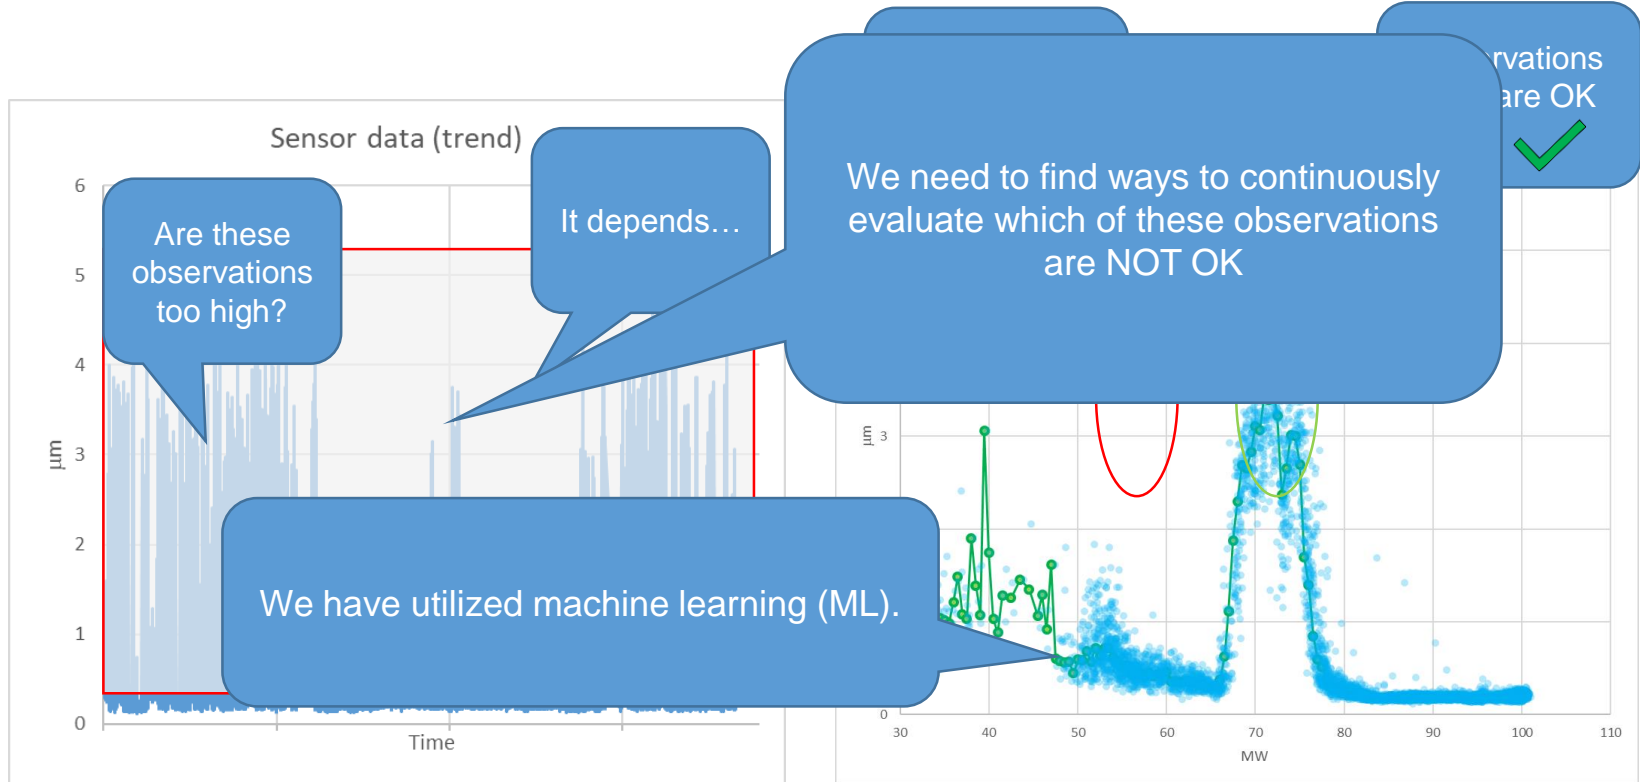 Sensor data (trend)
6
5
4
3
2
1
0
µm
Time
Are these
observations
too high?
It depends…
We need to find ways to continuously
evaluate which of these observations
are NOT OK
are OK
We have utilized machine learning (ML).
µm
3
0
30 40 50 60 70 80 90 100 110
MW